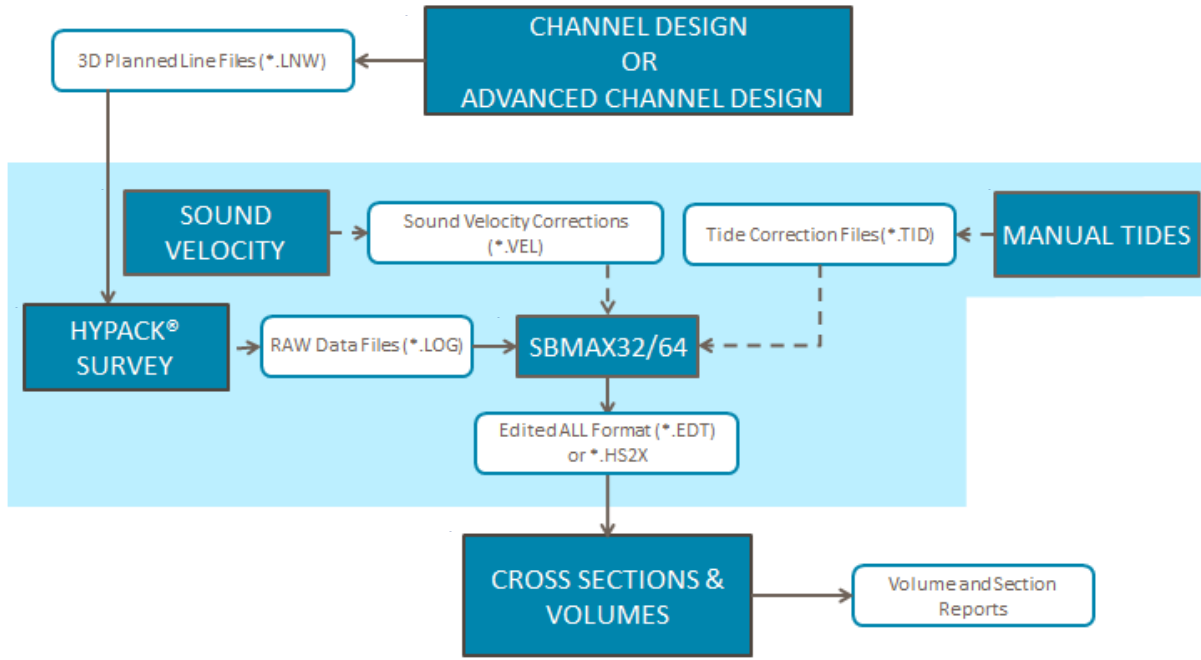 CHANNEL DESIGN
OR
ADVANCED CHANNEL DESIGN
3D Planned Line Files (*.LNW)
SOUND
VELOCITY
Sound Velocity Corrections
(*.VEL)
Tide Correction Files (*.TID)
MANUAL TIDES
HYPACK®
SURVEY
RAW Data Files (*.LOG)
SBMAX32/64
Edited ALL Format (*.EDT)
or *.HS2X
CROSS SECTIONS &
VOLUMES
Volume and Section
Reports